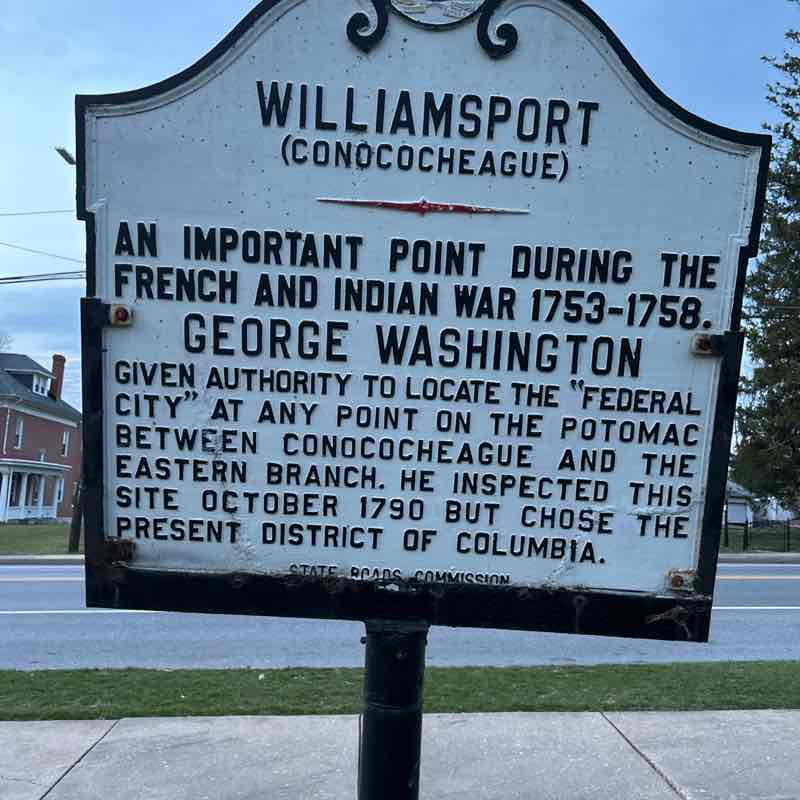 WILLIAMSPORT
(CONOCOCHEAGUE)
AN IMPORTANT POINT DURING THE
FRENCH AND INDIAN WAR 1753-1758.
GEORGE WASHINGTON
GIVEN AUTHORITY TO LOCATE THE "FEDERAL
CITY" AT ANY POINT ON THE POTOMAC
BETWEEN CONOCOCHEAGUE AND THE
EASTERN BRANCH. HE INSPECTED THIS
SITE OCTOBER 1790 BUT CHOSE THE
PRESENT DISTRICT OF COLUMBIA.
STATE ROADS COMMISSION